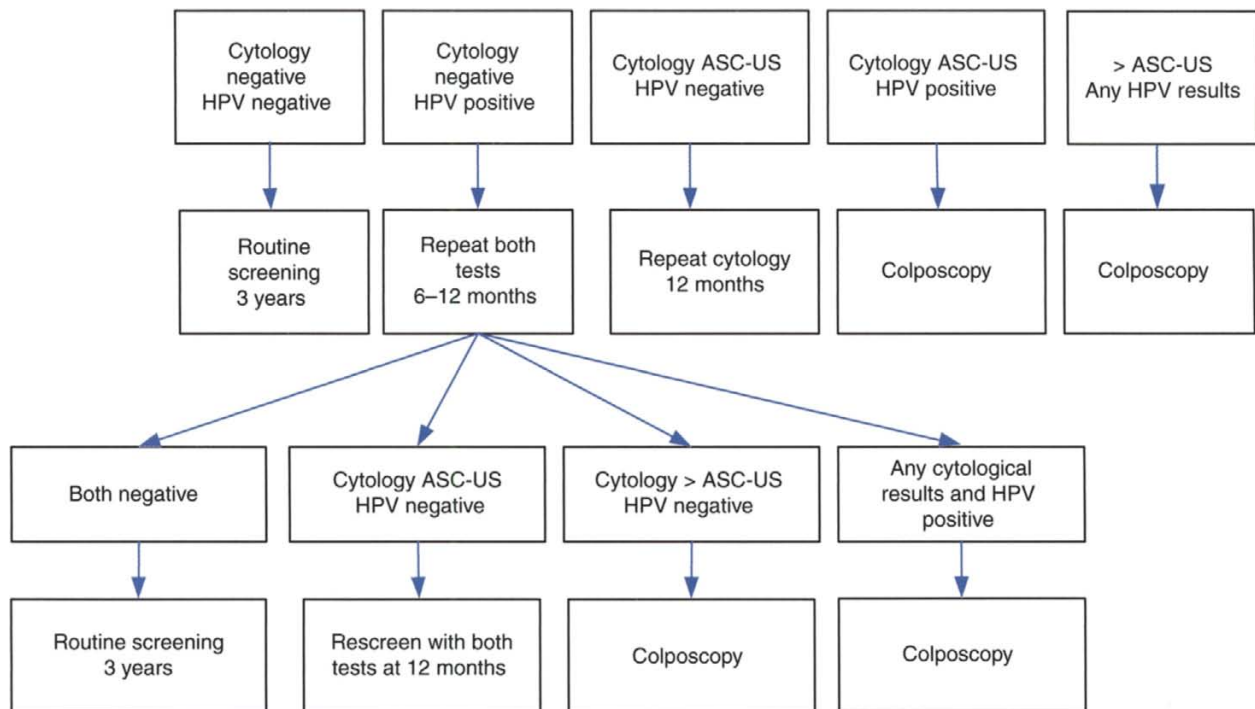 Cytology
negative
HPV negative
Cytology
negative
HPV positive
Cytology ASC-US
HPV negative
Cytology ASC-US
HPV positive
> ASC-US
Any HPV results
Routine
screening
3 years
Repeat both
tests
6–12 months
Repeat cytology
12 months
Colposcopy
Colposcopy
Both negative
Cytology ASC-US
HPV negative
Cytology > ASC-US
HPV negative
Any cytological
results and HPV
positive
Routine screening
3 years
Rescreen with both
tests at 12 months
Colposcopy
Colposcopy